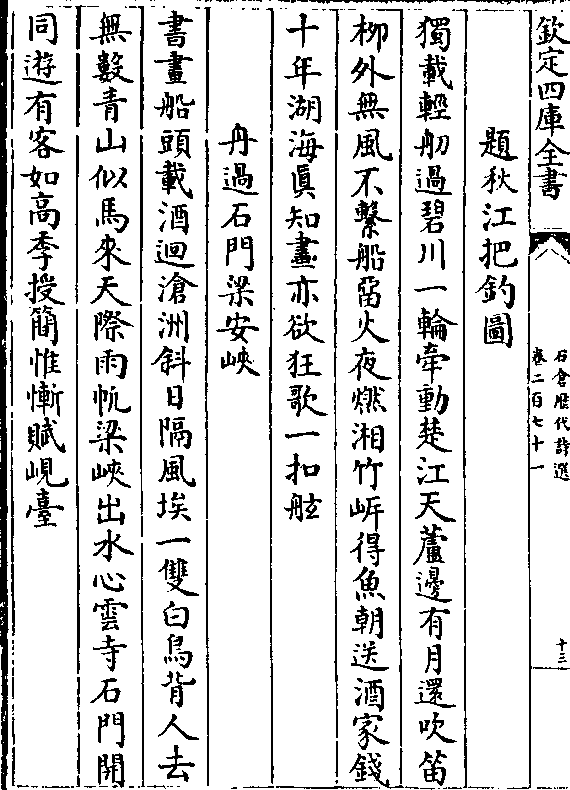 欽定四庫全書
石倉歷代詩選
卷二百七十一
十三
題秋江把釣圖
獨載輕舠過碧川一輪牽動楚江天蘆邊有月還吹笛
柳外無風不繫船畱火夜燃湘竹㟁得魚朝送酒家錢
十年湖海眞知畫亦欲狂歌一扣舷
舟過石門梁安峽
書畫船頭載酒迴滄洲斜日隔風埃一雙白鳥背人去
無數青山似馬來天際雨帆梁峽出水心雲寺石門開
同遊有客如高季授簡惟慚賦峴臺